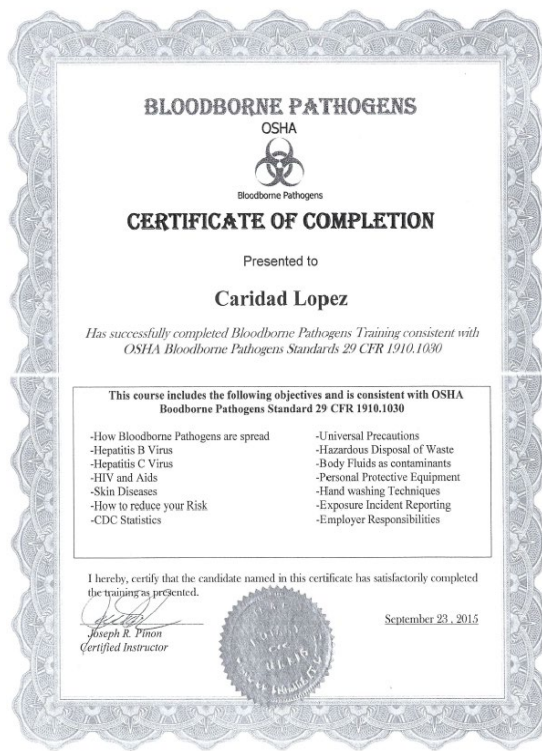 BLOODBORNE PATHOGENS
OSHA
Bloodborne Pathogens
CERTIFICATE OF COMPLETION
Presented to
Caridad Lopez
Has successfully completed Bloodborne Pathogens Training consistent with
OSHA Bloodborne Pathogens Standards 29 CFR 1910.1030
This course includes the following objectives and is consistent with OSHA
Boodborne Pathogens Standard 29 CFR 1910.1030
-How Bloodborne Pathogens are spread
-Hepatitis B Virus
-Hepatitis C Virus
-HIV and Aids
-Skin Diseases
-How to reduce your Risk
-CDC Statistics
-Universal Precautions
-Hazardous Disposal of Waste
-Body Fluids as contaminants
-Personal Protective Equipment
-Hand washing Techniques
-Exposure Incident Reporting
-Employer Responsibilities
I hereby, certify that the candidate named in this certificate has satisfactorily completed
the training as presented.
Joseph R. Pinon
Certified Instructor
September 23 , 2015